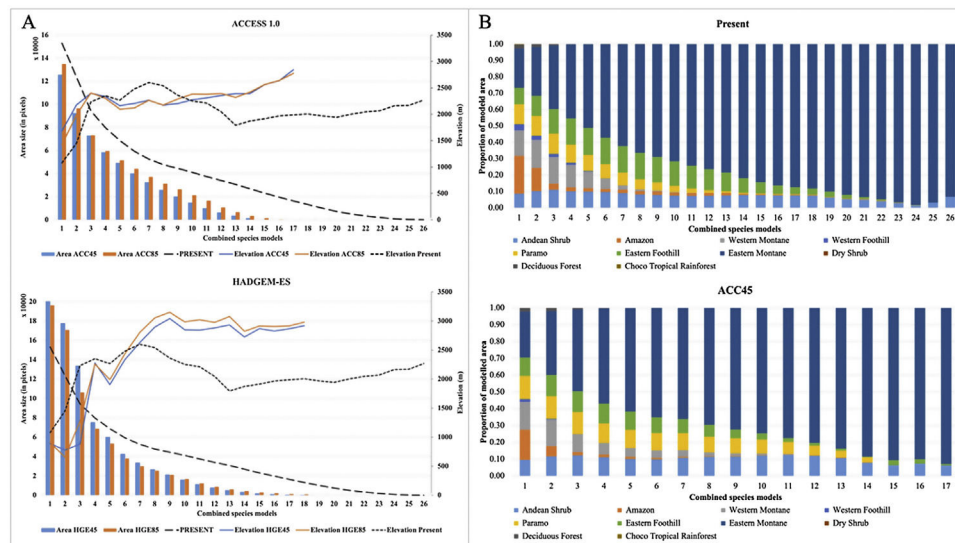 A
ACCESS 1.0
x 10000
16
14
12
10
8
6
4
2
0
Area size (in pixels)
3500
3000
2500
2000
1500
1000
500
0
Elevation (m)
1 2 3 4 5 6 7 8 9 10 11 12 13 14 15 16 17 18 19 20 21 22 23 24 25 26
Combined species models
Area ACC45 Area ACC85 PRESENT Elevation ACC45 Elevation ACC85 Elevation Present
HADGEM-ES
x 10000
20
18
16
14
12
10
8
6
4
2
0
Area size (in pixels)
3500
3000
2500
2000
1500
1000
500
0
Elevation (m)
1 2 3 4 5 6 7 8 9 10 11 12 13 14 15 16 17 18 19 20 21 22 23 24 25 26
Combined species models
Area HGE45 Area HGE85 PRESENT Elevation HGE45 Elevation HGE85 Elevation Present
B
Present
1.00
0.90
0.80
0.70
0.60
0.50
0.40
0.30
0.20
0.10
0.00
Proportion of modeld area
1 2 3 4 5 6 7 8 9 10 11 12 13 14 15 16 17 18 19 20 21 22 23 24 25 26
Combined species models
Andean Shrub Amazon Western Montane Western Foothill
Paramo Eastern Foothill Eastern Montane Dry Shrub
Deciduous Forest Choco Tropical Rainforest
ACC45
1.00
0.90
0.80
0.70
0.60
0.50
0.40
0.30
0.20
0.10
0.00
Proportion of modelled area
1 2 3 4 5 6 7 8 9 10 11 12 13 14 15 16 17
Combined species models
Andean Shrub Amazon Western Montane Western Foothill
Paramo Eastern Foothill Eastern Montane Dry Shrub
Deciduous Forest Choco Tropical Rainforest